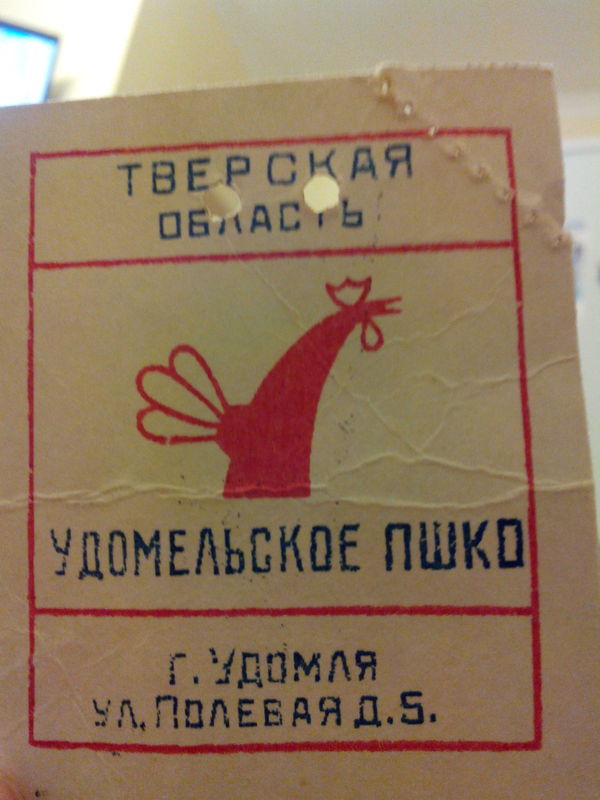 ТВЕРСКАЯ
ОБЛАСТЬ
УДОМЕЛЬСКОЕ ПШКО
г. УДОМЛЯ
УЛ. ПОЛЕВАЯ Д. 5.